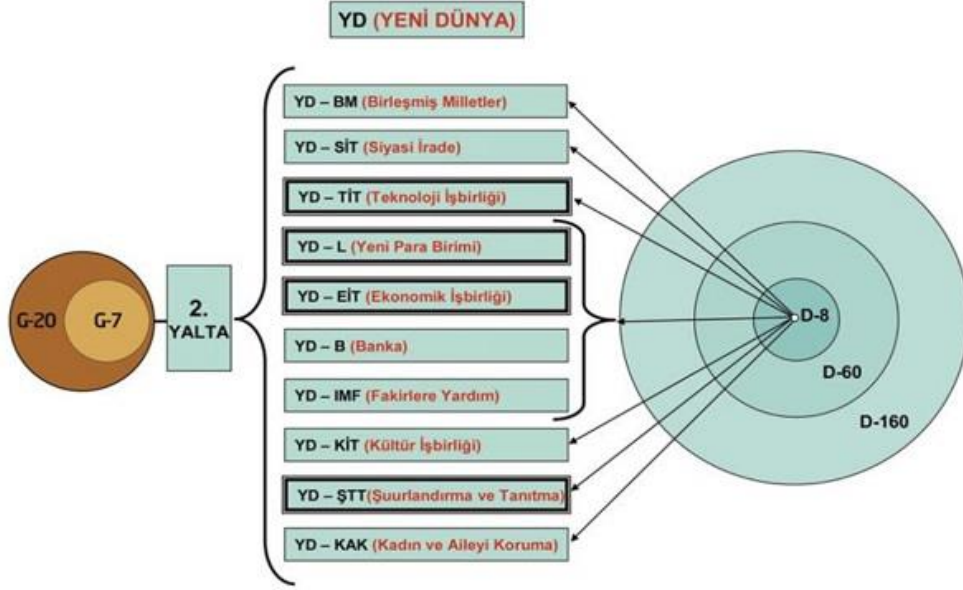 YD (YENİ DÜNYA)
YD – BM (Birleşmiş Milletler)
YD – SİT (Siyasi İrade)
YD – TİT (Teknoloji İşbirliği)
YD – L (Yeni Para Birimi)
YD – EİT (Ekonomik İşbirliği)
YD – B (Banka)
YD – IMF (Fakirlere Yardım)
YD – KİT (Kültür İşbirliği)
YD – ŞTT(Şuurlandırma ve Tanıtma)
YD – KAK (Kadın ve Aileyi Koruma)
G-20
G-7
2.
YALTA
D-8
D-60
D-160